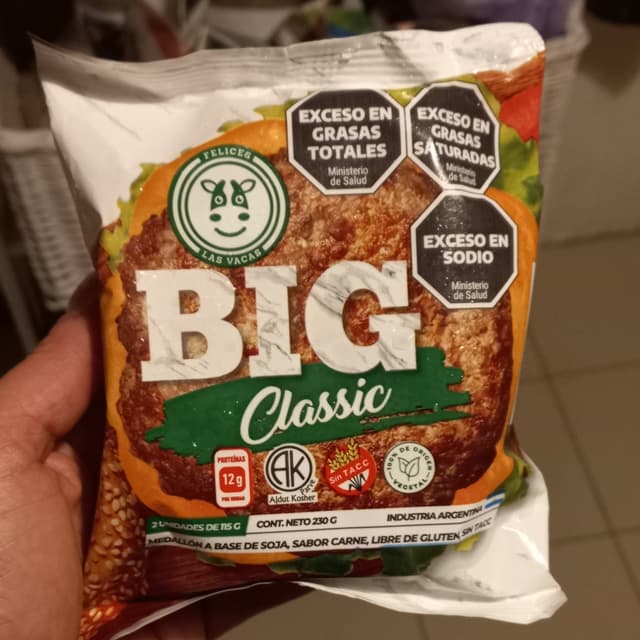 EXCESO EN
GRASAS
TOTALES
Ministerio
de Salud
EXCESO EN
GRASAS
SATURADAS
Ministerio
de Salud
FELICES
LAS VACAS
EXCESO EN
SODIO
Ministerio
de Salud
BIG
Classic
PROTEÍNAS
12g
POR UNIDAD
AK
Ajdut Kosher
Parve
Sin TACC
100% DE ORIGEN
VEGETAL
2 UNIDADES DE 115 G
CONT. NETO 230 G
INDUSTRIA ARGENTINA
MEDALLÓN A BASE DE SOJA, SABOR CARNE, LIBRE DE GLUTEN, SIN TACC